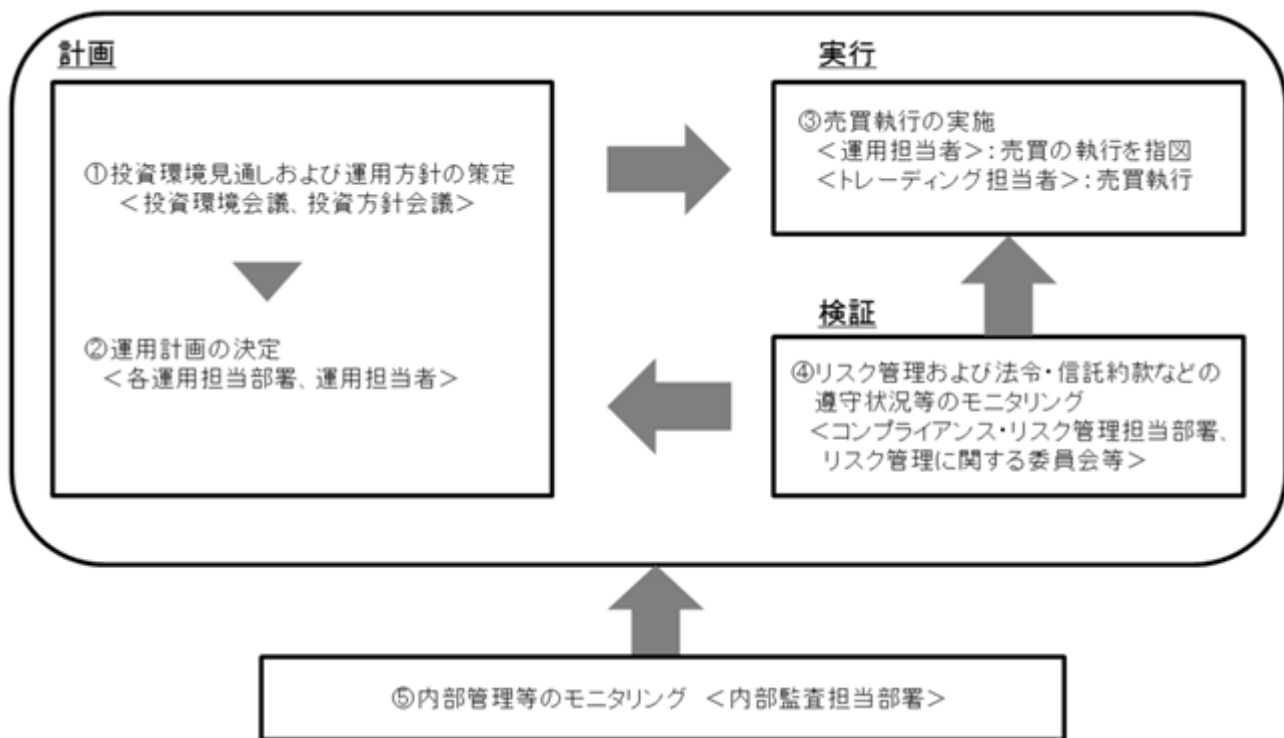 計画
①投資環境見通しおよび運用方針の策定
＜投資環境会議、投資方針会議＞
②運用計画の決定
＜各運用担当部署、運用担当者＞
実行
③売買執行の実施
＜運用担当者＞：売買の執行を指図
＜トレーディング担当者＞：売買執行
検証
④リスク管理および法令・信託約款などの
遵守状況等のモニタリング
＜コンプライアンス・リスク管理担当部署、
リスク管理に関する委員会等＞
⑤内部管理等のモニタリング ＜内部監査担当部署＞